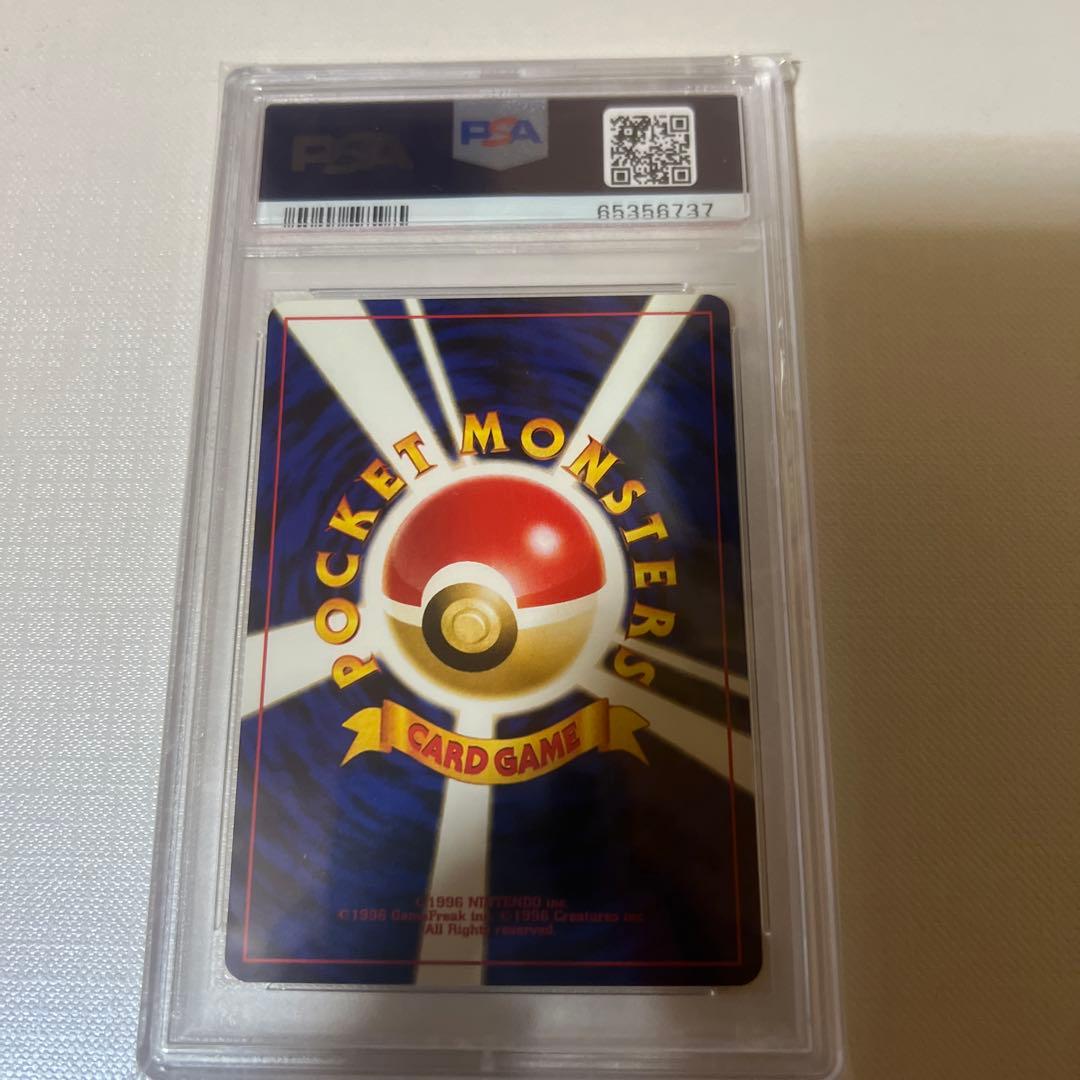 PSA
PSA
65356737
POCKET MONSTERS
CARD GAME
©1996 NINTENDO inc.
©1996 GameFreak inc. ©1996 Creatures inc.
All Rights reserved.